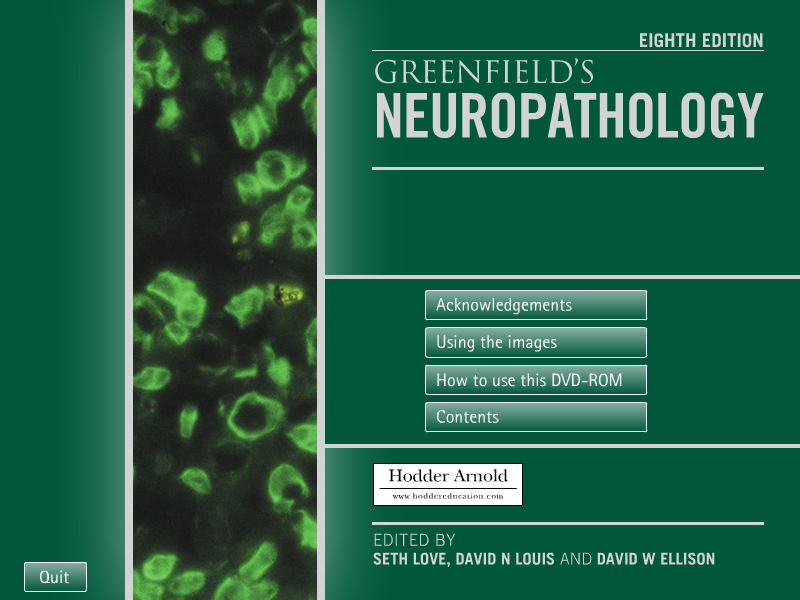 EIGHTH EDITION
GREENFIELD'S
NEUROPATHOLOGY
Acknowledgements
Using the images
How to use this DVD-ROM
Contents
Hodder Arnold
www.hoddereducation.com
EDITED BY
SETH LOVE, DAVID N LOUIS AND DAVID W ELLISON
Quit